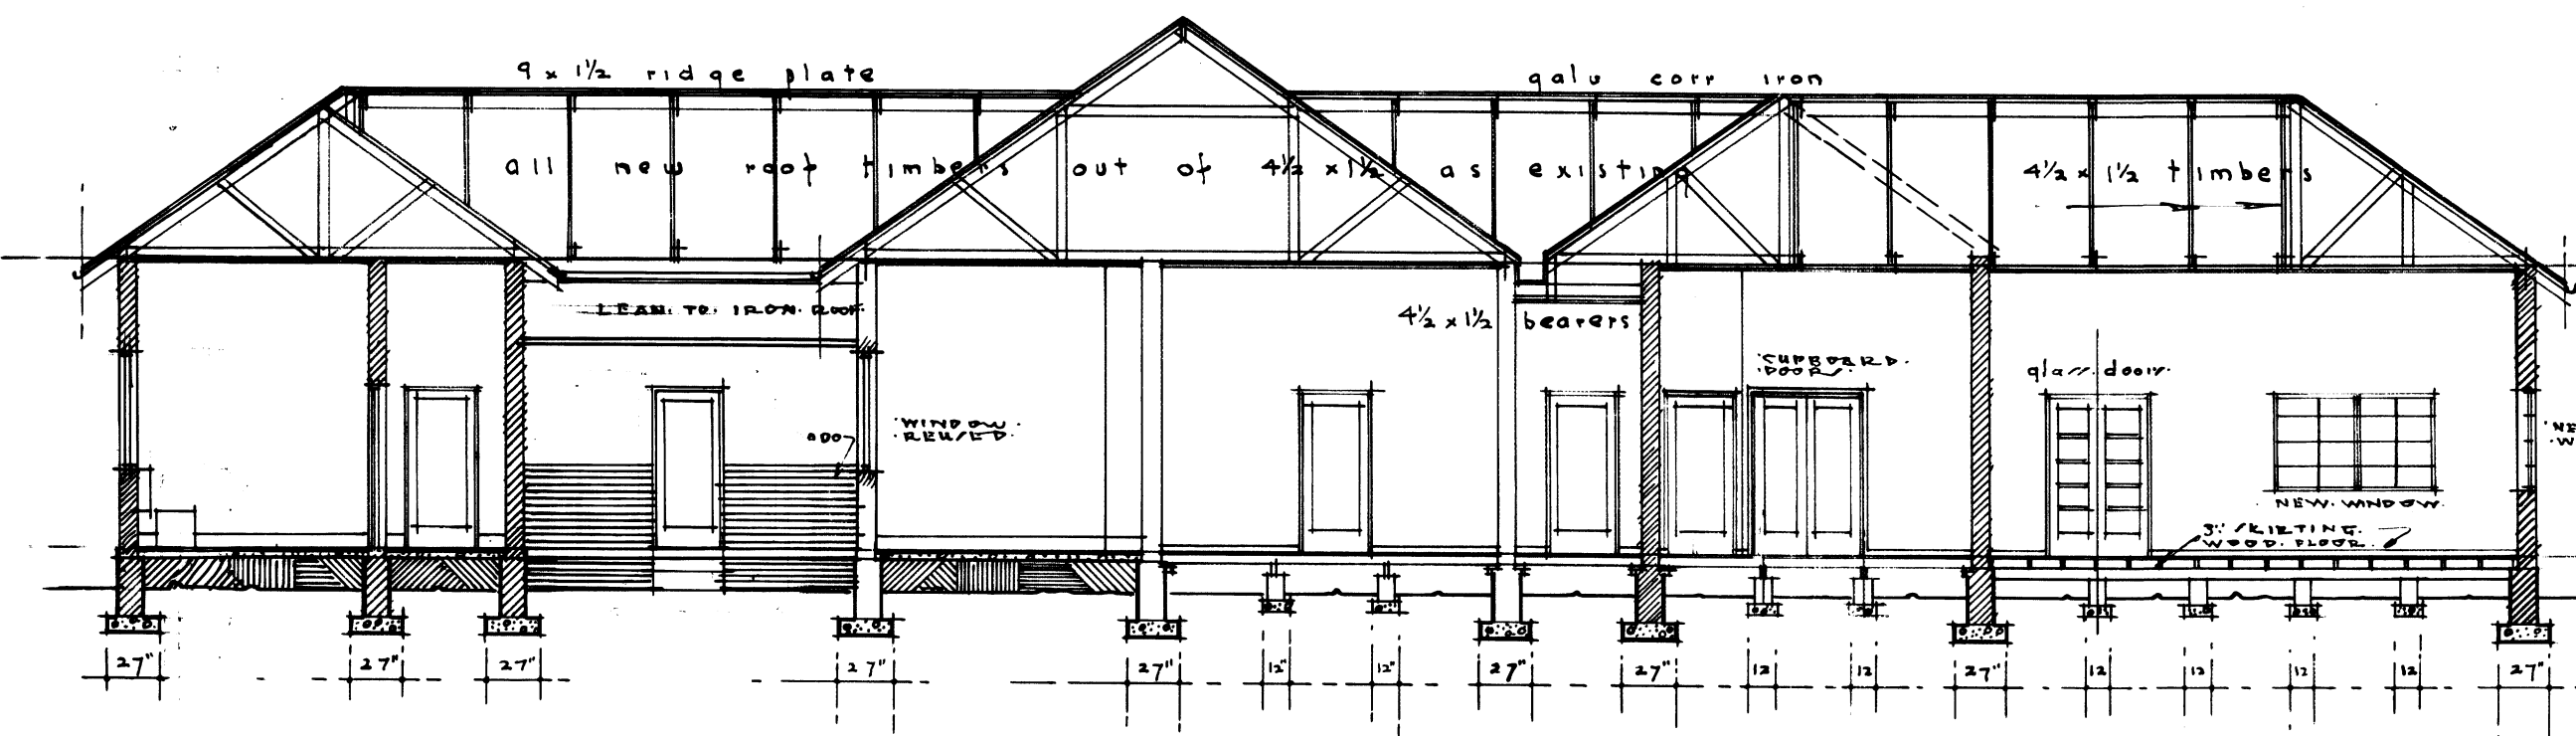 9 x 1½ ridge plate
galv corr iron
all new roof timbers out of 4½ x 1½ as existing
4½ x 1½ timbers
LEAN. TO. IRON. ROOF.
4½ x 1½ bearers
CUPBOARD.
DOORS.
glass doors.
WINDOW.
REUSED.
NEW. WINDOW.
3" SKIRTING.
WOOD. FLOOR.
27"
27"
27"
27"
27"
12"
12"
27"
27"
12
12
27"
12
12
12
12
27"